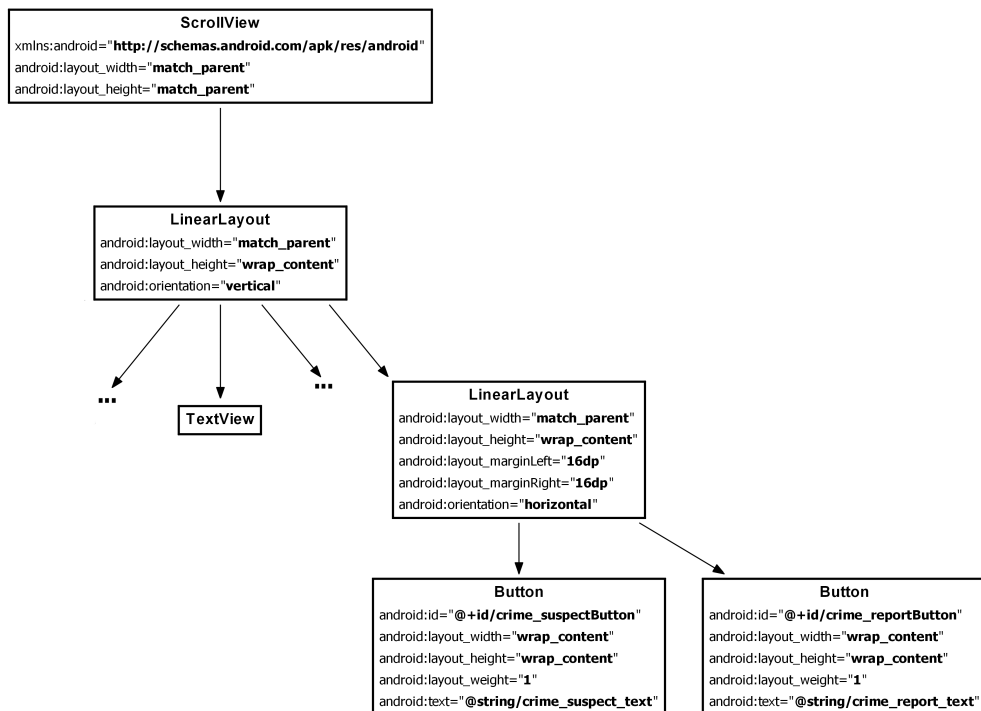 ScrollView
xmlns:android="http://schemas.android.com/apk/res/android"
android:layout_width="match_parent"
android:layout_height="match_parent"
LinearLayout
android:layout_width="match_parent"
android:layout_height="wrap_content"
android:orientation="vertical"
...
TextView
...
LinearLayout
android:layout_width="match_parent"
android:layout_height="wrap_content"
android:layout_marginLeft="16dp"
android:layout_marginRight="16dp"
android:orientation="horizontal"
Button
android:id="@+id/crime_suspectButton"
android:layout_width="wrap_content"
android:layout_height="wrap_content"
android:layout_weight="1"
android:text="@string/crime_suspect_text"
Button
android:id="@+id/crime_reportButton"
android:layout_width="wrap_content"
android:layout_height="wrap_content"
android:layout_weight="1"
android:text="@string/crime_report_text"